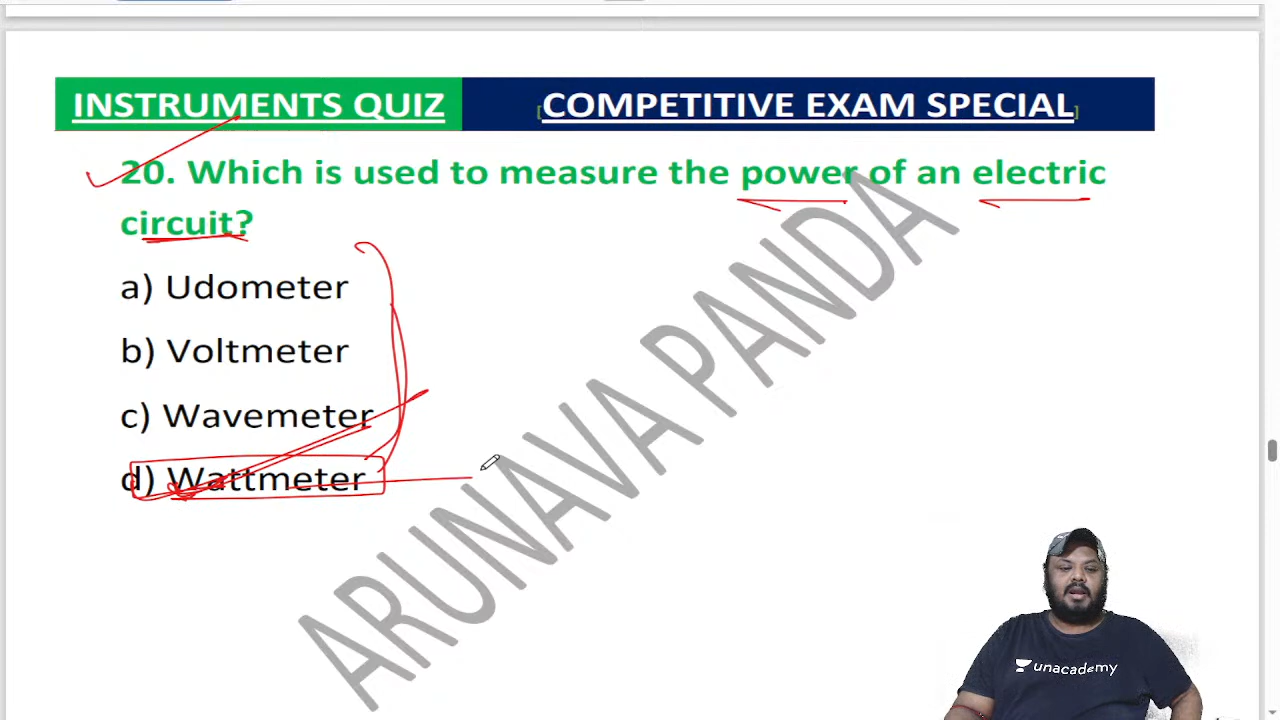 INSTRUMENTS QUIZ [COMPETITIVE EXAM SPECIAL]
20. Which is used to measure the power of an electric
circuit?
a) Udometer
b) Voltmeter
c) Wavemeter
d) Wattmeter
ARUNAVA PANDA
unacademy